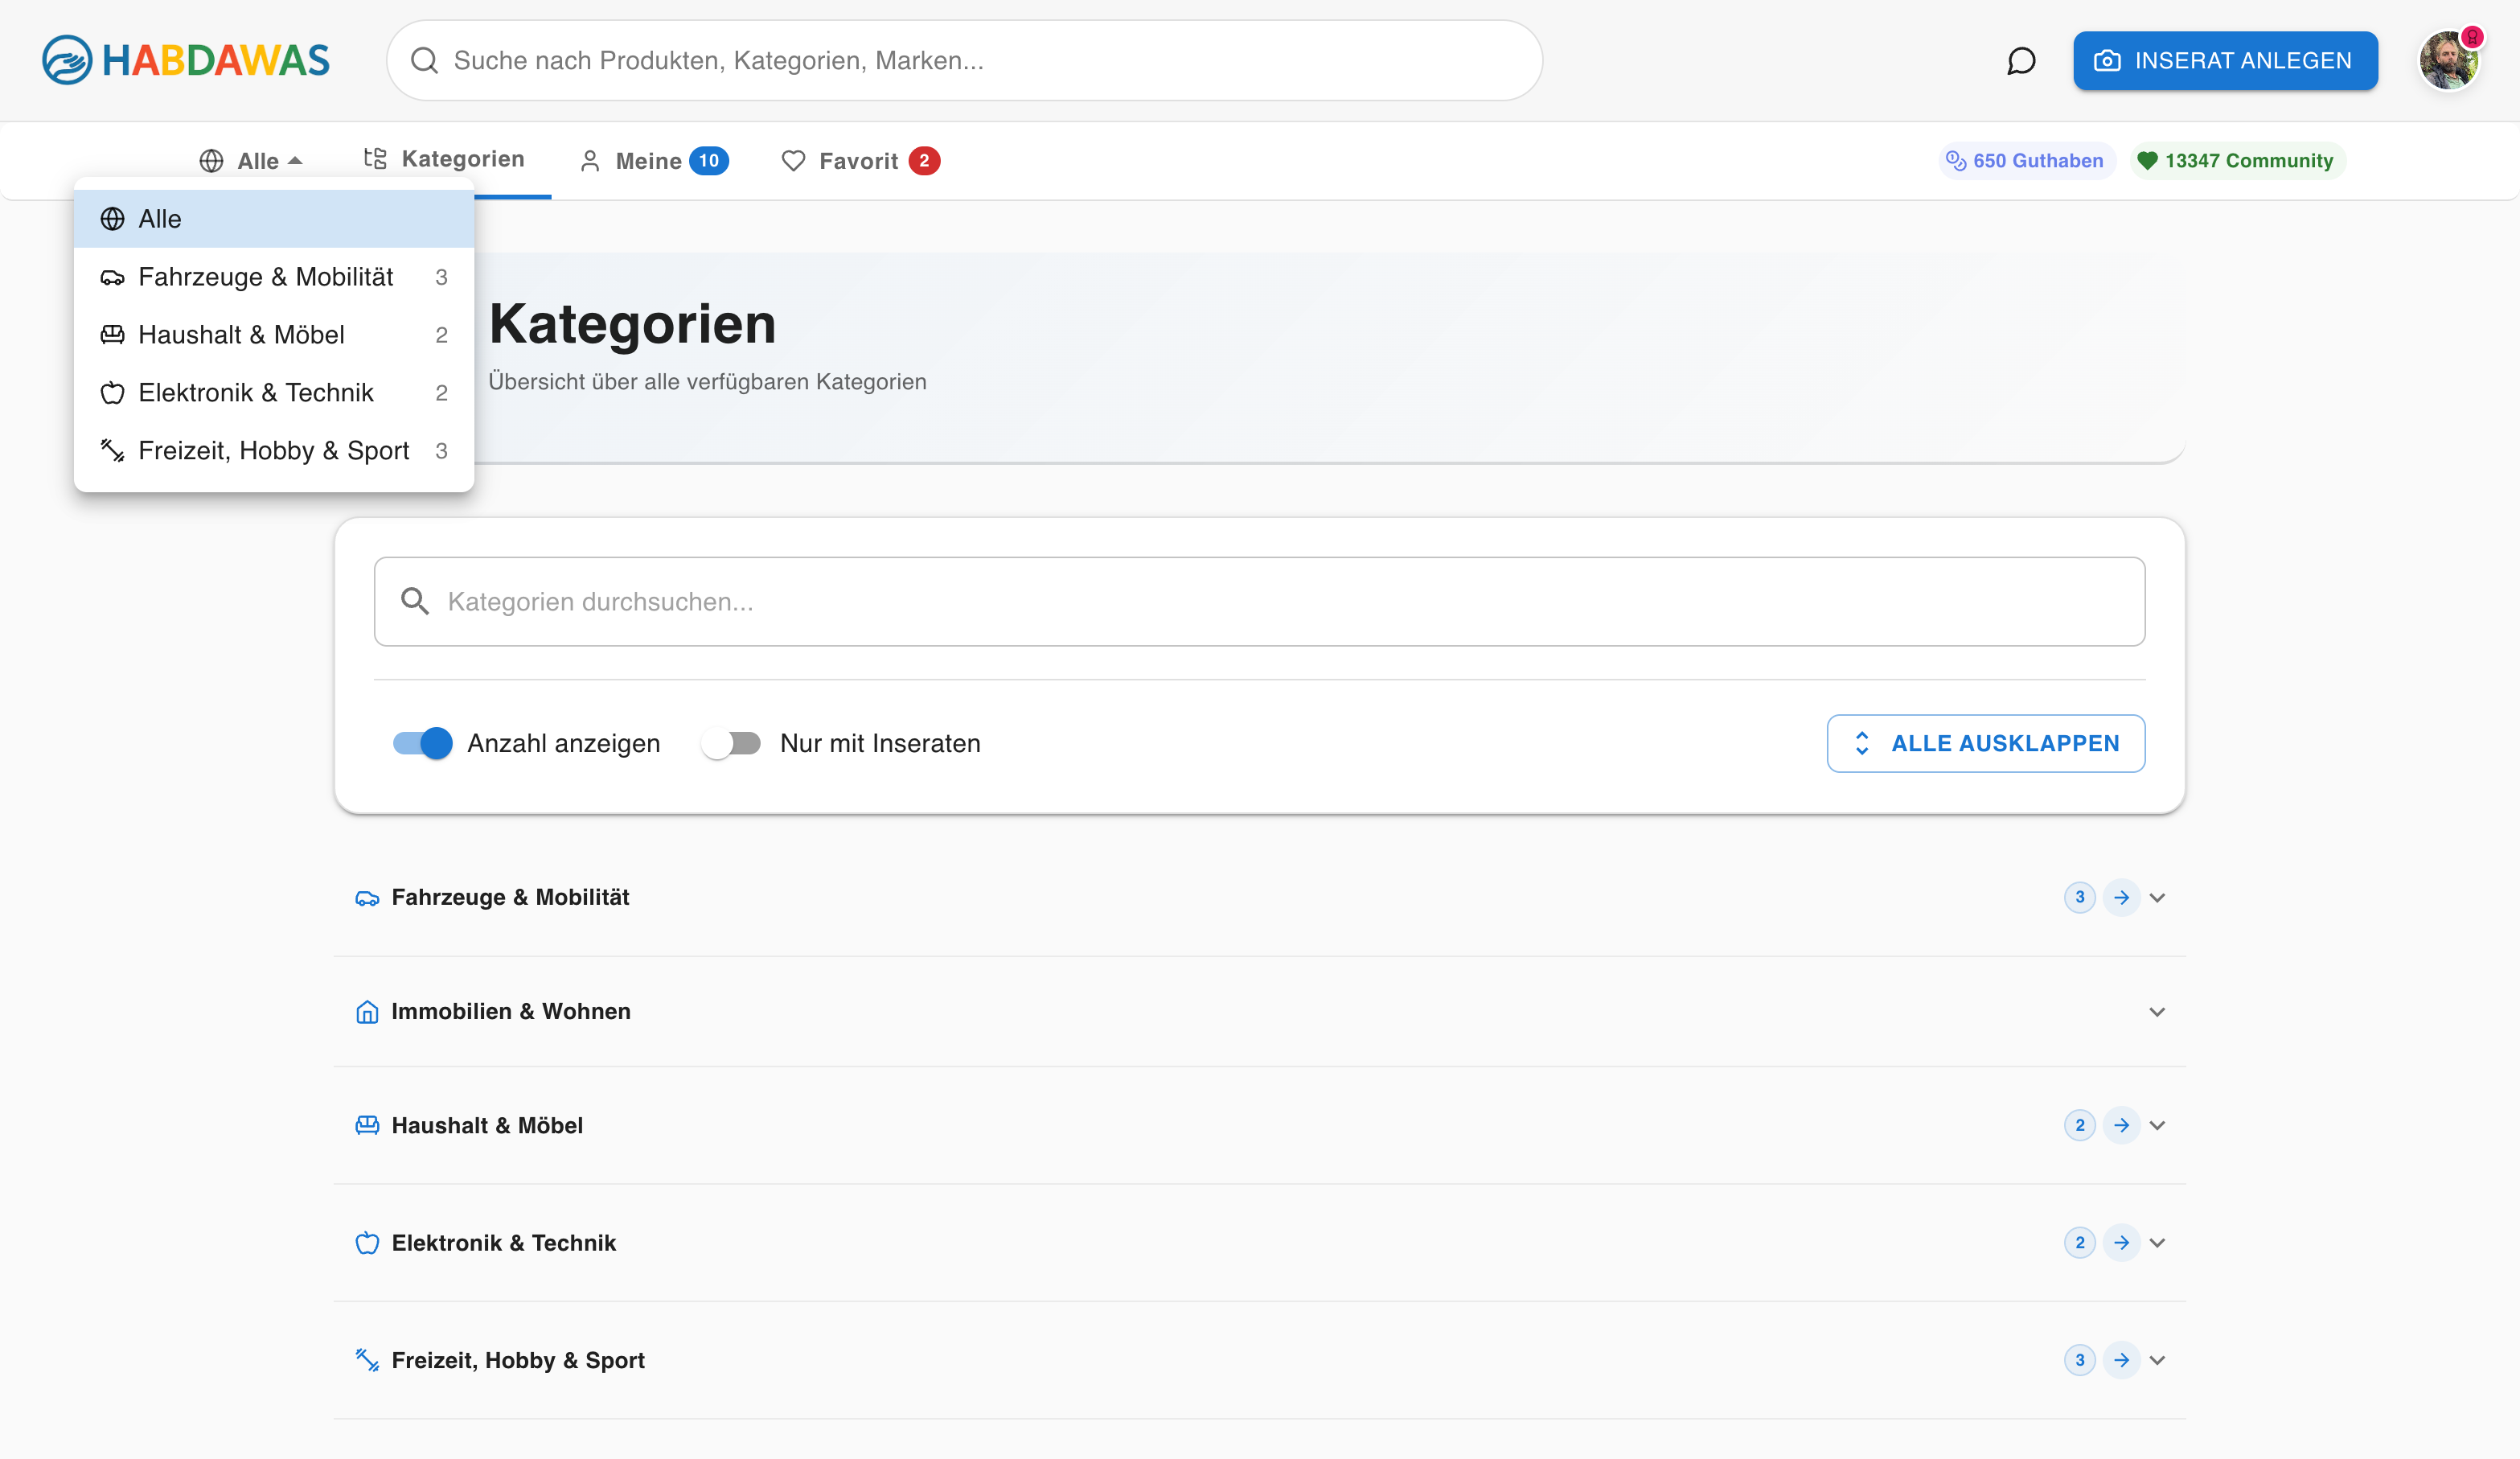 HABDAWAS
Suche nach Produkten, Kategorien, Marken...
INSERAT ANLEGEN
Alle
Kategorien
Meine 10
Favorit 2
650 Guthaben
13347 Community
Alle
Fahrzeuge & Mobilität 3
Haushalt & Möbel 2
Elektronik & Technik 2
Freizeit, Hobby & Sport 3
Kategorien
Übersicht über alle verfügbaren Kategorien
Kategorien durchsuchen...
Anzahl anzeigen
Nur mit Inseraten
ALLE AUSKLAPPEN
Fahrzeuge & Mobilität 3
Immobilien & Wohnen
Haushalt & Möbel 2
Elektronik & Technik 2
Freizeit, Hobby & Sport 3